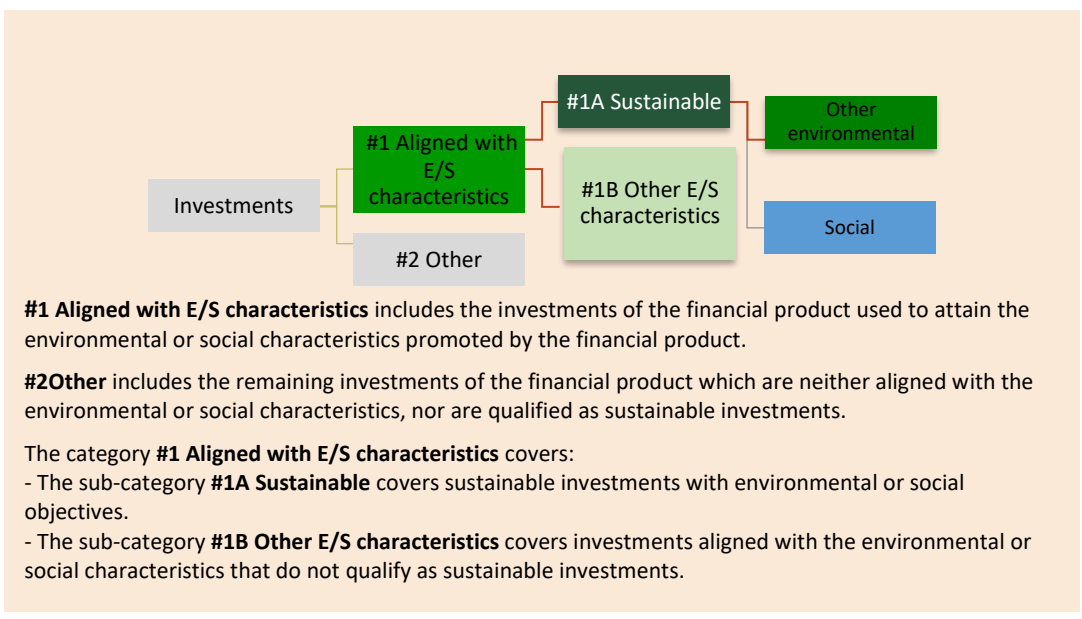 #1A Sustainable
Other
environmental
#1 Aligned with
E/S
characteristics
#1B Other E/S
characteristics
Investments
Social
#2 Other
#1 Aligned with E/S characteristics includes the investments of the financial product used to attain the
environmental or social characteristics promoted by the financial product.
#2Other includes the remaining investments of the financial product which are neither aligned with the
environmental or social characteristics, nor are qualified as sustainable investments.
The category #1 Aligned with E/S characteristics covers:
- The sub-category #1A Sustainable covers sustainable investments with environmental or social
objectives.
- The sub-category #1B Other E/S characteristics covers investments aligned with the environmental or
social characteristics that do not qualify as sustainable investments.